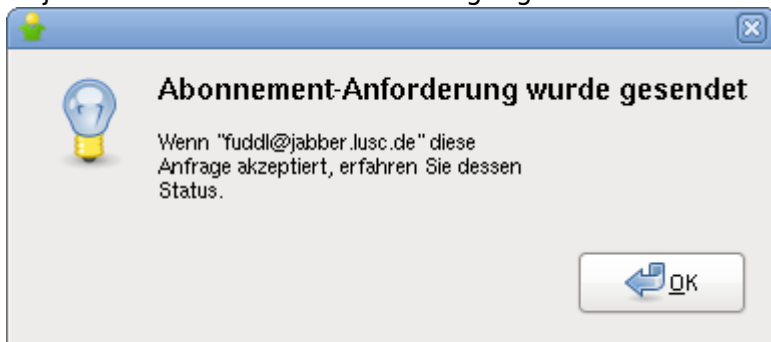 Abonnement-Anforderung wurde gesendet
Wenn "fuddl@jabber.lusc.de" diese
Anfrage akzeptiert, erfahren Sie dessen
Status.
OK